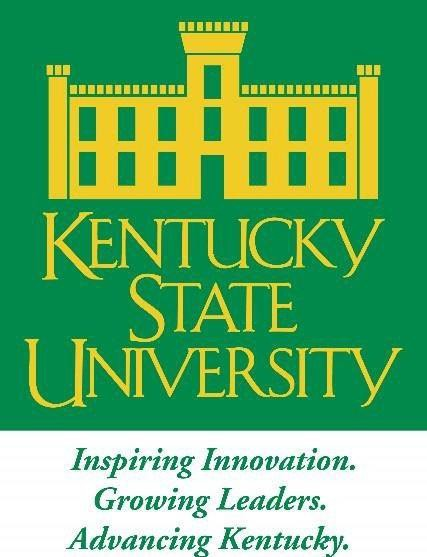 KENTUCKY
STATE
UNIVERSITY
Inspiring Innovation.
Growing Leaders.
Advancing Kentucky.